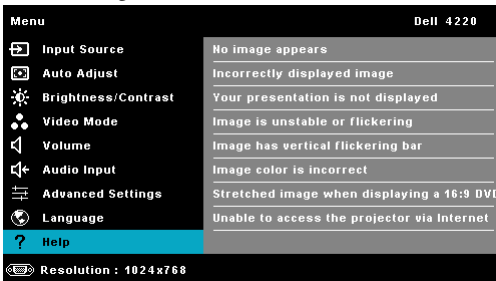 Menu
Dell 4220
Input Source
Auto Adjust
Brightness/Contrast
Video Mode
Volume
Audio Input
Advanced Settings
Language
? Help
No image appears
Incorrectly displayed image
Your presentation is not displayed
Image is unstable or flickering
Image has vertical flickering bar
Image color is incorrect
Stretched image when displaying a 16:9 DVD
Unable to access the projector via Internet
Resolution : 1024x768